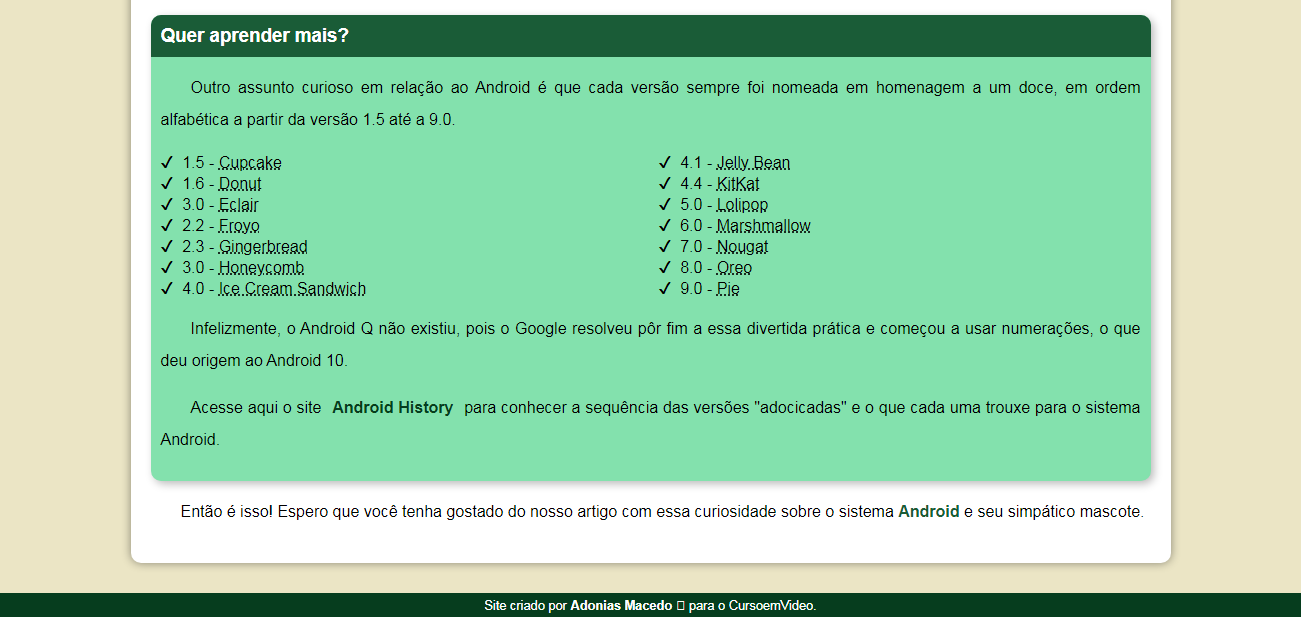 Quer aprender mais?
Outro assunto curioso em relação ao Android é que cada versão sempre foi nomeada em homenagem a um doce, em ordem
alfabética a partir da versão 1.5 até a 9.0.
✔ 1.5 - Cupcake
✔ 1.6 - Donut
✔ 3.0 - Eclair
✔ 2.2 - Froyo
✔ 2.3 - Gingerbread
✔ 3.0 - Honeycomb
✔ 4.0 - Ice Cream Sandwich
✔ 4.1 - Jelly Bean
✔ 4.4 - KitKat
✔ 5.0 - Lolipop
✔ 6.0 - Marshmallow
✔ 7.0 - Nougat
✔ 8.0 - Oreo
✔ 9.0 - Pie
Infelizmente, o Android Q não existiu, pois o Google resolveu pôr fim a essa divertida prática e começou a usar numerações, o que
deu origem ao Android 10.
Acesse aqui o site Android History para conhecer a sequência das versões "adocicadas" e o que cada uma trouxe para o sistema
Android.
Então é isso! Espero que você tenha gostado do nosso artigo com essa curiosidade sobre o sistema Android e seu simpático mascote.
Site criado por Adonias Macedo ▯ para o CursoemVideo.